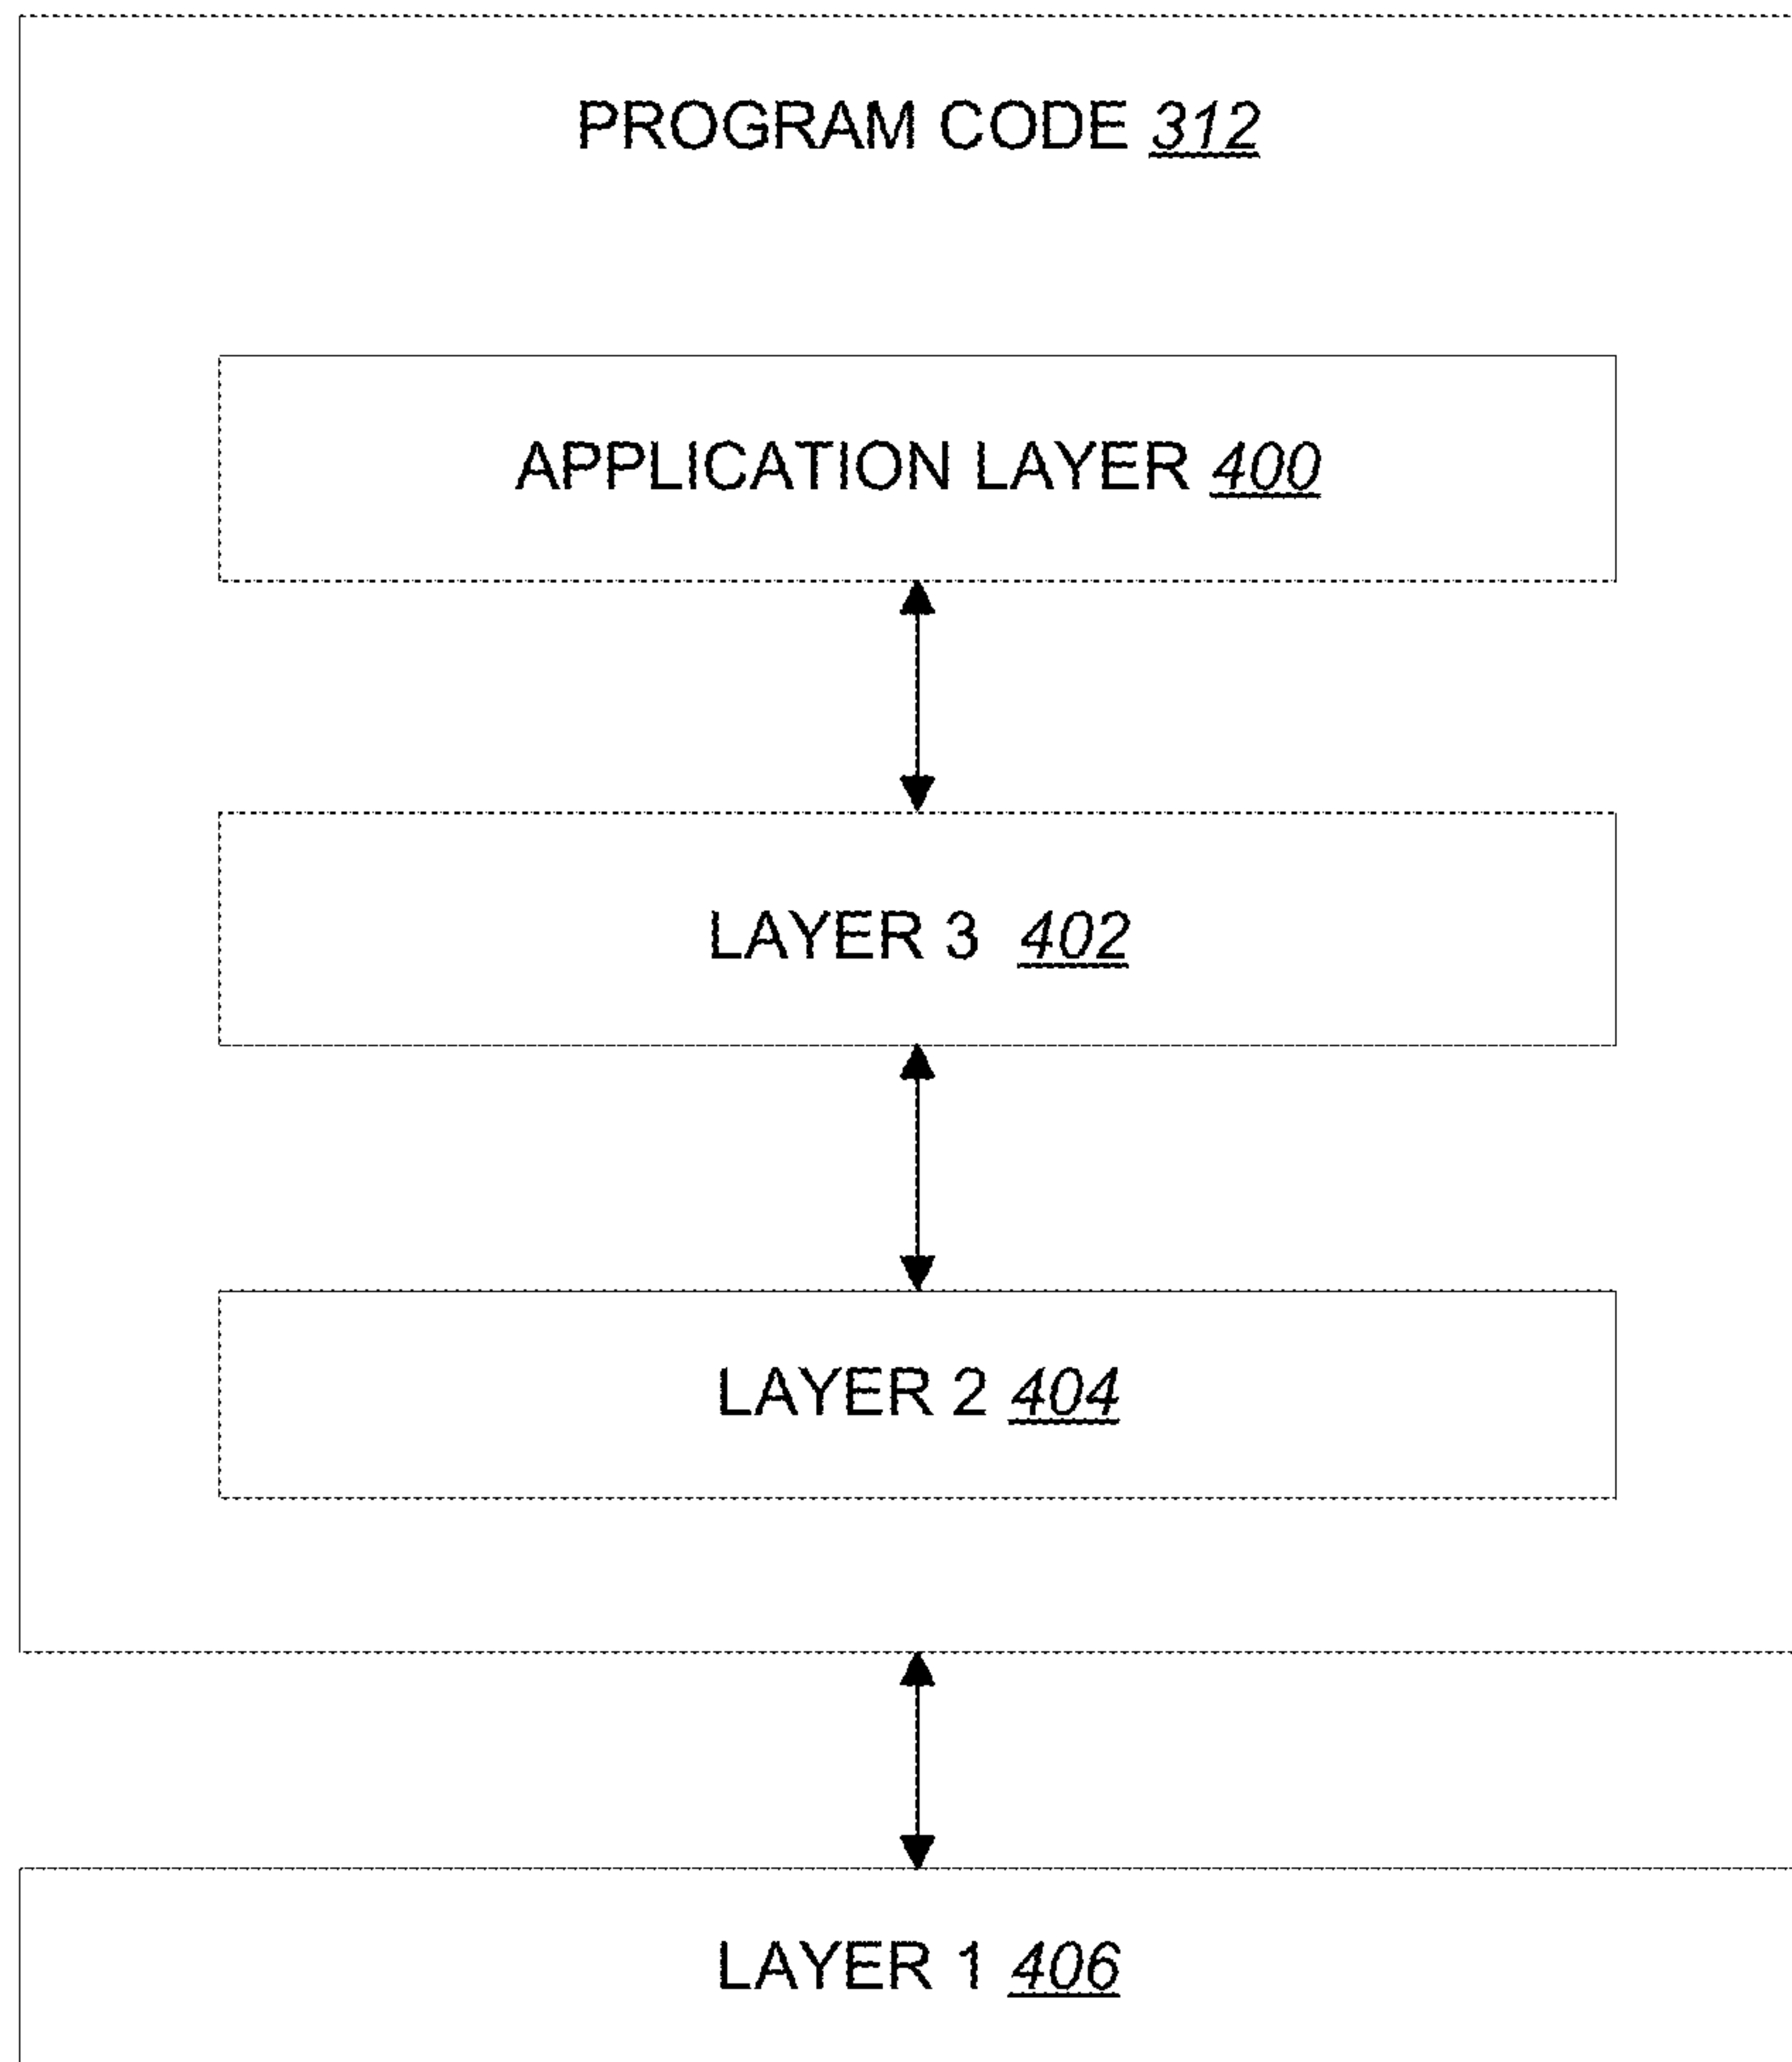 PROGRAM CODE 312
APPLICATION LAYER 400
LAYER 3 402
LAYER 2 404
LAYER 1 406